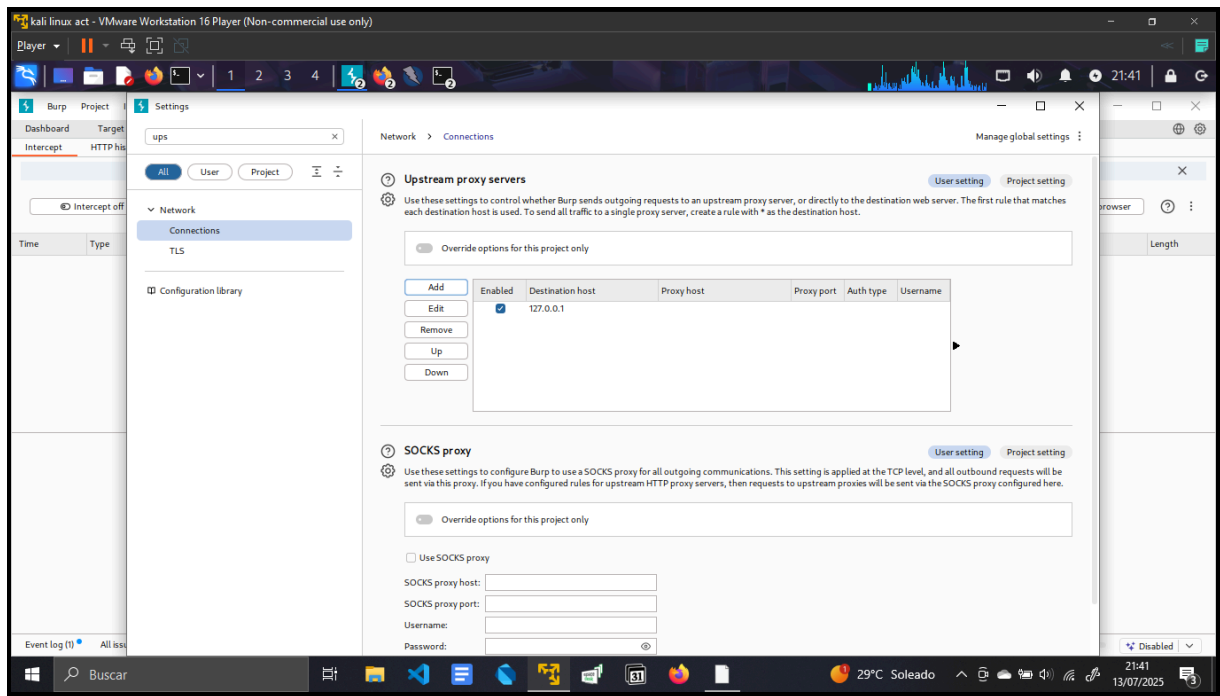 kali linux act - VMware Workstation 16 Player (Non-commercial use only)
Player
1 2 3 4
2 2 2
21:41
Burp Project
Settings
Dashboard Target
Intercept HTTP his
ups
Network > Connections
Manage global settings
All User Project
Intercept off
rowser
Time Type
Length
Network
Connections
TLS
Configuration library
Upstream proxy servers
User setting Project setting
Use these settings to control whether Burp sends outgoing requests to an upstream proxy server, or directly to the destination web server. The first rule that matches
each destination host is used. To send all traffic to a single proxy server, create a rule with * as the destination host.
Override options for this project only
Add
Edit
Remove
Up
Down
Enabled Destination host Proxy host Proxy port Auth type Username
127.0.0.1
SOCKS proxy
User setting Project setting
Use these settings to configure Burp to use a SOCKS proxy for all outgoing communications. This setting is applied at the TCP level, and all outbound requests will be
sent via this proxy. If you have configured rules for upstream HTTP proxy servers, then requests to upstream proxies will be sent via the SOCKS proxy configured here.
Override options for this project only
Use SOCKS proxy
SOCKS proxy host:
SOCKS proxy port:
Username:
Password:
Event log (1) All issu
Disabled
Buscar
31
29°C Soleado
21:41
13/07/2025
3